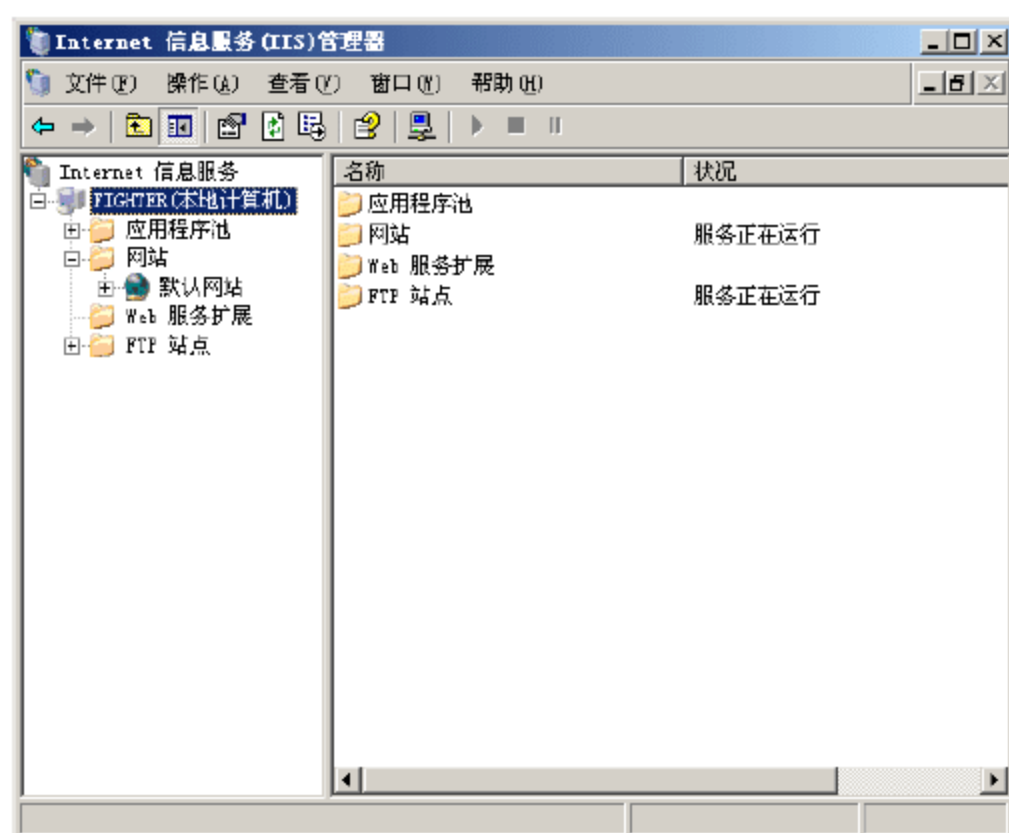 Internet 信息服务(IIS)管理器
文件(F) 操作(A) 查看(V) 窗口(W) 帮助(H)
Internet 信息服务
FIGHTER(本地计算机)
应用程序池
网站
默认网站
Web 服务扩展
FTP 站点
名称 状况
应用程序池
网站 服务正在运行
Web 服务扩展
FTP 站点 服务正在运行